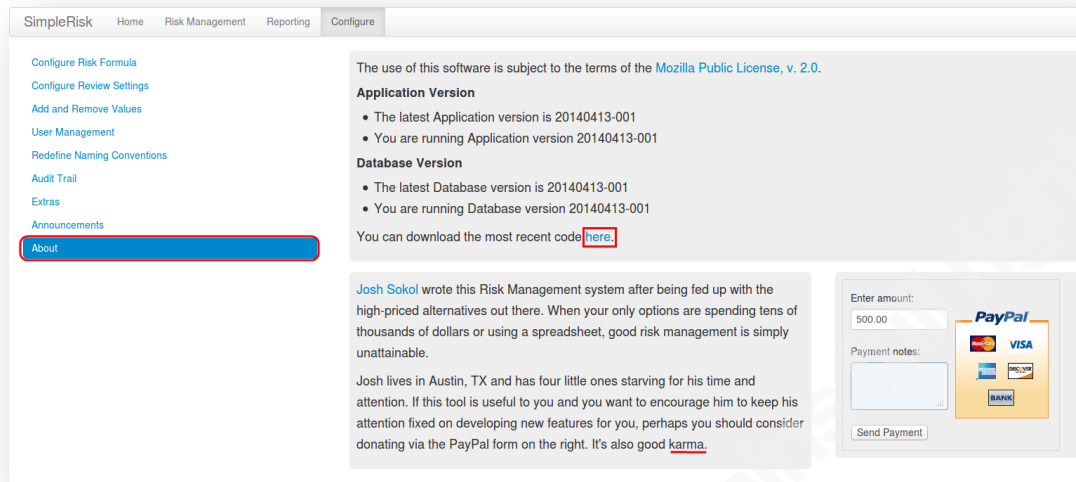 SimpleRisk Home Risk Management Reporting Configure
Configure Risk Formula
Configure Review Settings
Add and Remove Values
User Management
Redefine Naming Conventions
Audit Trail
Extras
Announcements
About
The use of this software is subject to the terms of the Mozilla Public License, v. 2.0.
Application Version
• The latest Application version is 20140413-001
• You are running Application version 20140413-001
Database Version
• The latest Database version is 20140413-001
• You are running Database version 20140413-001
You can download the most recent code here.
Josh Sokol wrote this Risk Management system after being fed up with the
high-priced alternatives out there. When your only options are spending tens of
thousands of dollars or using a spreadsheet, good risk management is simply
unattainable.
Josh lives in Austin, TX and has four little ones starving for his time and
attention. If this tool is useful to you and you want to encourage him to keep his
attention fixed on developing new features for you, perhaps you should consider
donating via the PayPal form on the right. It's also good karma.
Enter amount:
500.00
Payment notes:
Send Payment
PayPal
MasterCard VISA
DISCOVER
BANK